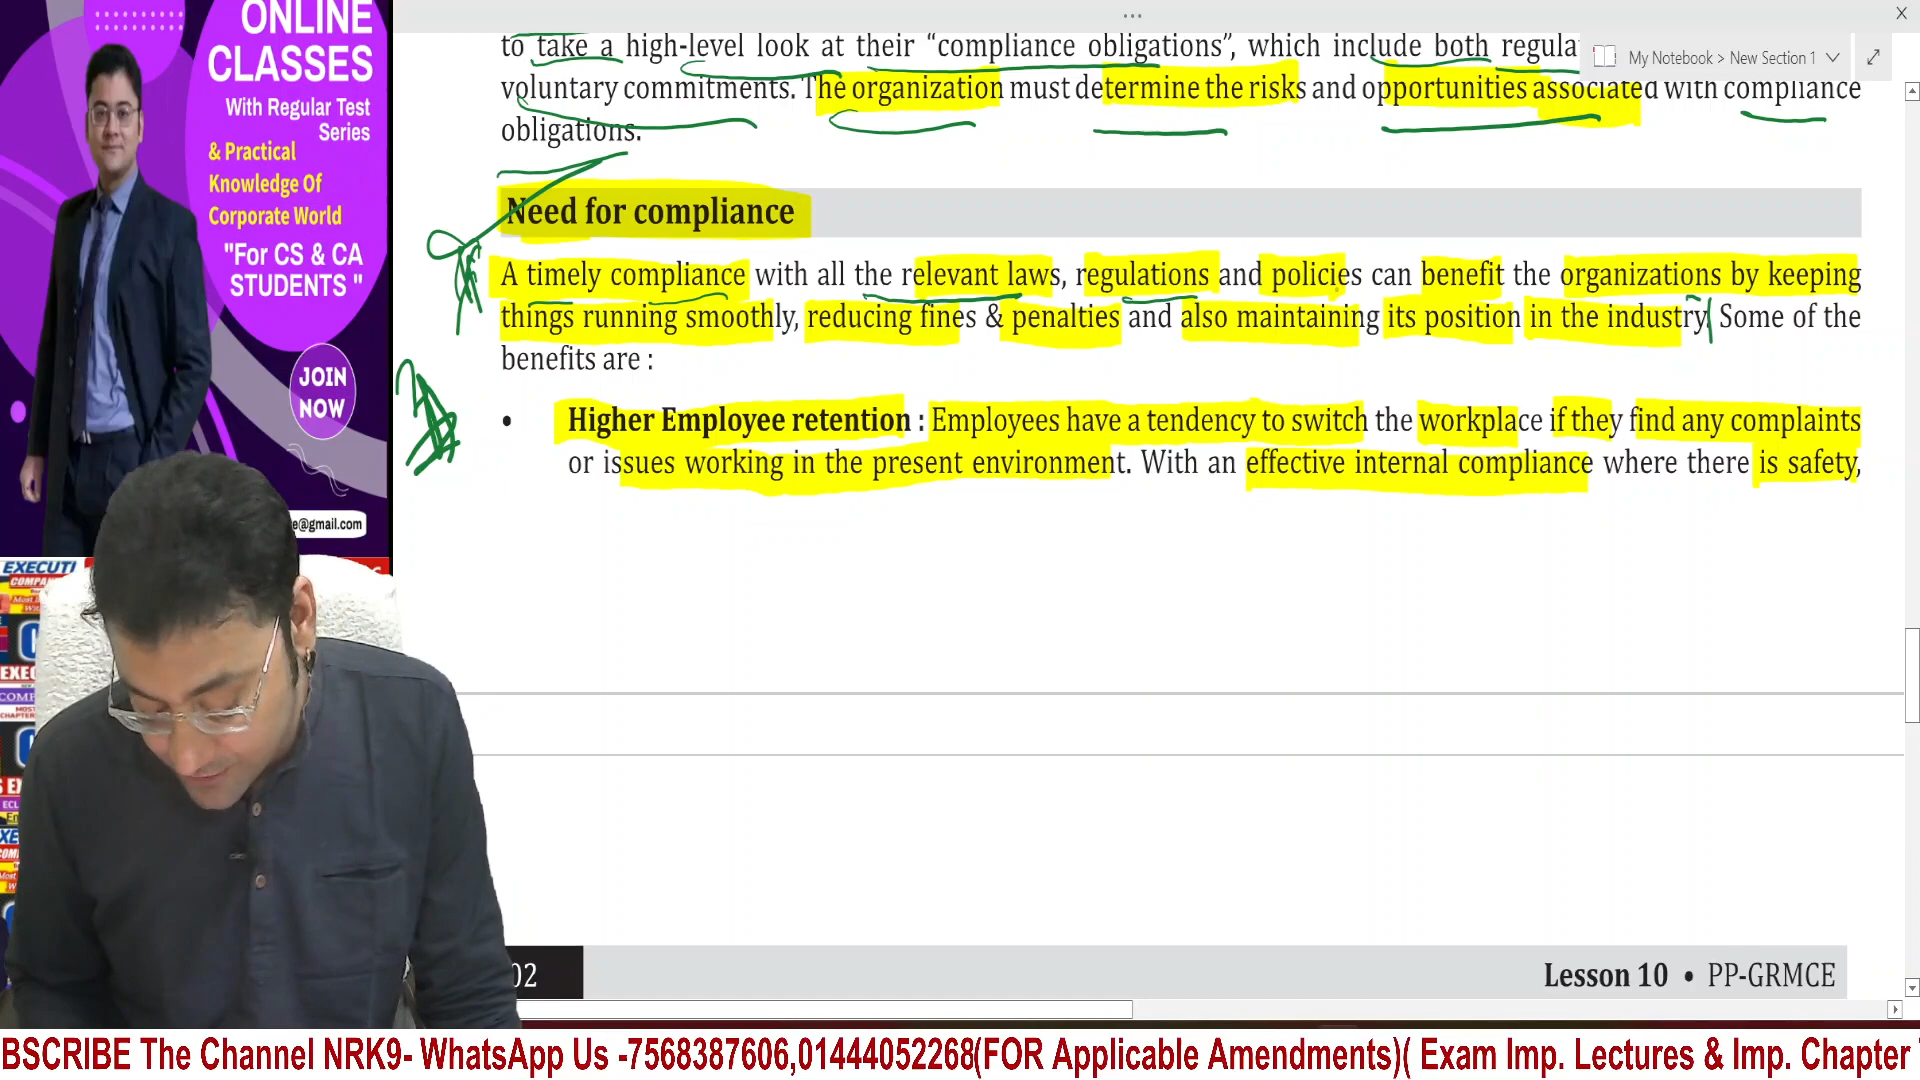 ONLINE
CLASSES
With Regular Test
Series
& Practical
Knowledge Of
Corporate World
"For CS & CA
STUDENTS "
JOIN
NOW
e@gmail.com
EXECUTI
My Notebook > New Section 1
to take a high-level look at their “compliance obligations”, which include both regula
voluntary commitments. The organization must determine the risks and opportunities associated with compliance
obligations.
Need for compliance
A timely compliance with all the relevant laws, regulations and policies can benefit the organizations by keeping
things running smoothly, reducing fines & penalties and also maintaining its position in the industry. Some of the
benefits are :
• Higher Employee retention : Employees have a tendency to switch the workplace if they find any complaints
or issues working in the present environment. With an effective internal compliance where there is safety,
02
Lesson 10 • PP-GRMCE
BSCRIBE The Channel NRK9- WhatsApp Us -7568387606,01444052268(FOR Applicable Amendments)( Exam Imp. Lectures & Imp. Chapter